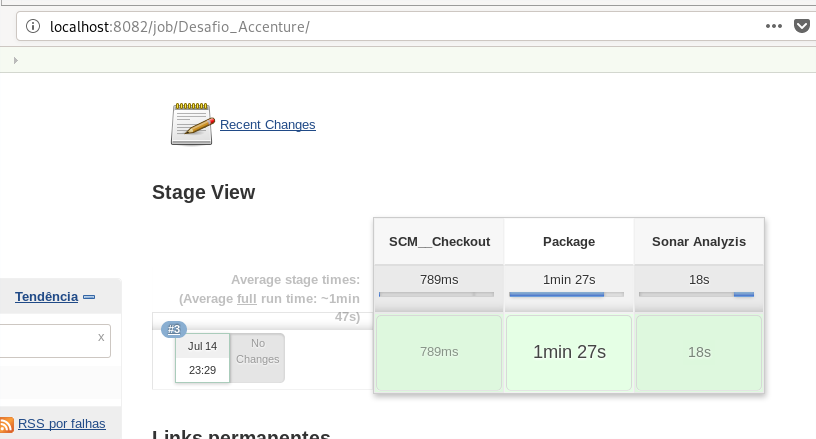 localhost:8082/job/Desafio_Accenture/
Recent Changes
Stage View
SCM__Checkout Package Sonar Analyzis
Average stage times:
(Average full run time: ~1min
47s)
789ms 1min 27s 18s
Tendência
x
#3
Jul 14
23:29
No
Changes
789ms 1min 27s 18s
RSS por falhas
Links permanentes